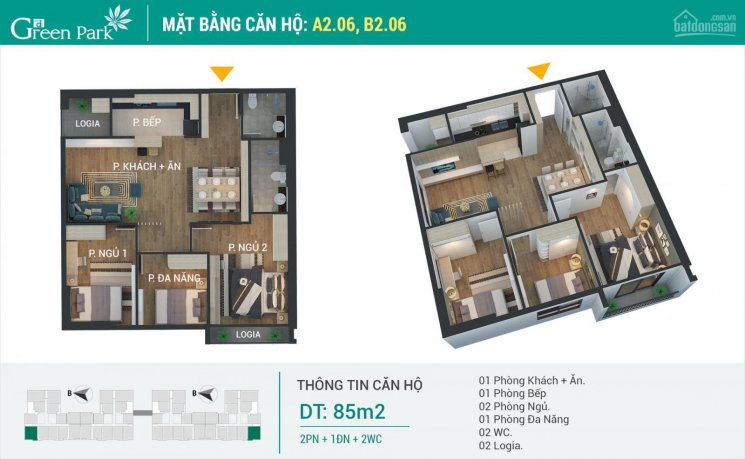 Green Park
MẶT BẰNG CĂN HỘ: A2.06, B2.06
.com.vn
batdongsan
LOGIA
P. BẾP
P. KHÁCH + ĂN
P. NGỦ 1
P. ĐA NĂNG
P. NGỦ 2
LOGIA
B
B
THÔNG TIN CĂN HỘ
DT: 85m2
2PN + 1ĐN + 2WC
01 Phòng Khách + Ăn.
01 Phòng Bếp
02 Phòng Ngủ.
01 Phòng Đa Năng
02 WC.
02 Logia.